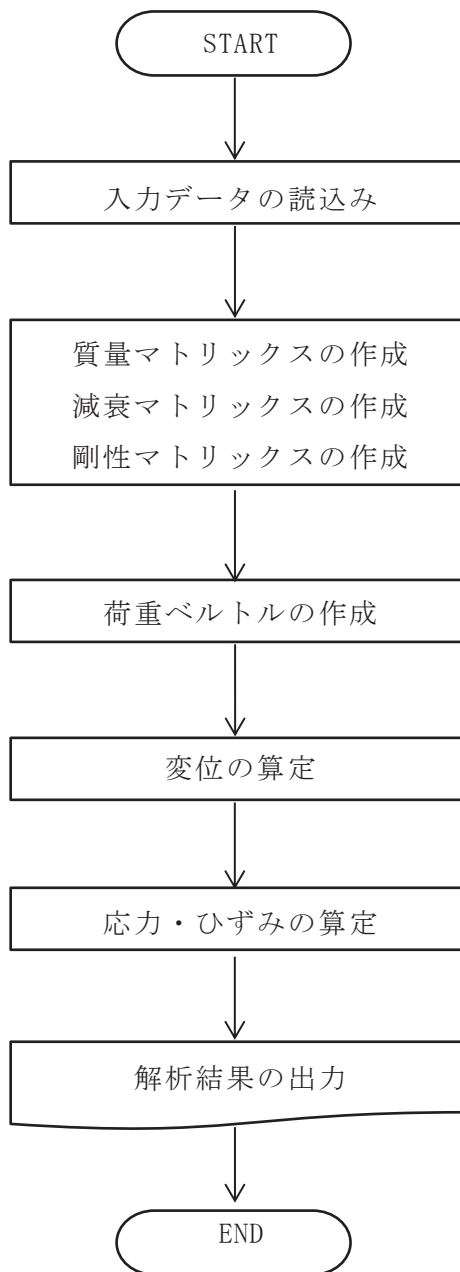 START
入力データの読込み
質量マトリックスの作成
減衰マトリックスの作成
剛性マトリックスの作成
荷重ベルトルの作成
変位の算定
応力・ひずみの算定
解析結果の出力
END